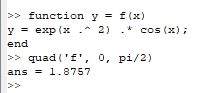 >> function y = f(x)
y = exp(x .^ 2) .* cos(x);
end
>> quad('f', 0, pi/2)
ans = 1.8757
>>